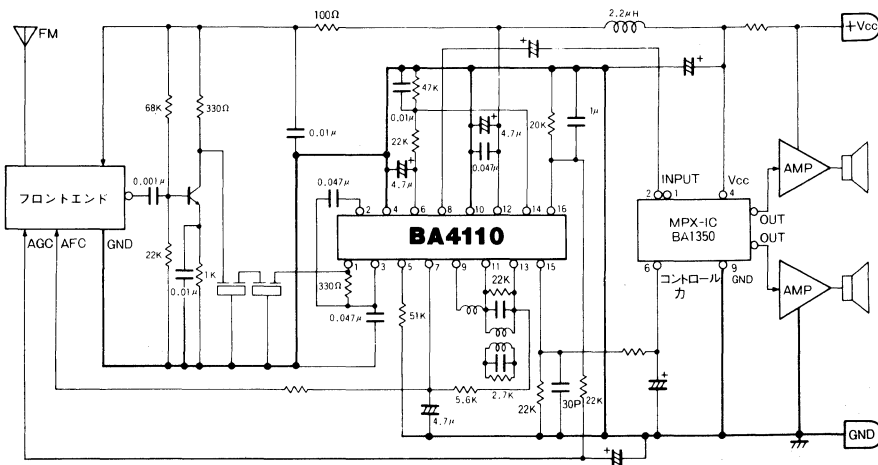 FM
100Ω
2.2μH
+Vcc
68K
330Ω
0.01μ
0.01μ
47K
22K
4.7μ
4.7μ
0.047μ
20K
1μ
フロントエンド
0.001μ
0.047μ
AGC AFC GND
22K
0.01μ
1K
2 4 6 8 10 12 14 16
BA4110
1 3 5 7 9 11 13 15
330Ω
0.047μ
51K
22K
2.7K
5.6K
4.7μ
22K
30P
22K
2 INPUT 1
Vcc 4
MPX-IC
BA1350
OUT
OUT
6 コントロール
カ
9 GND
AMP
AMP
GND